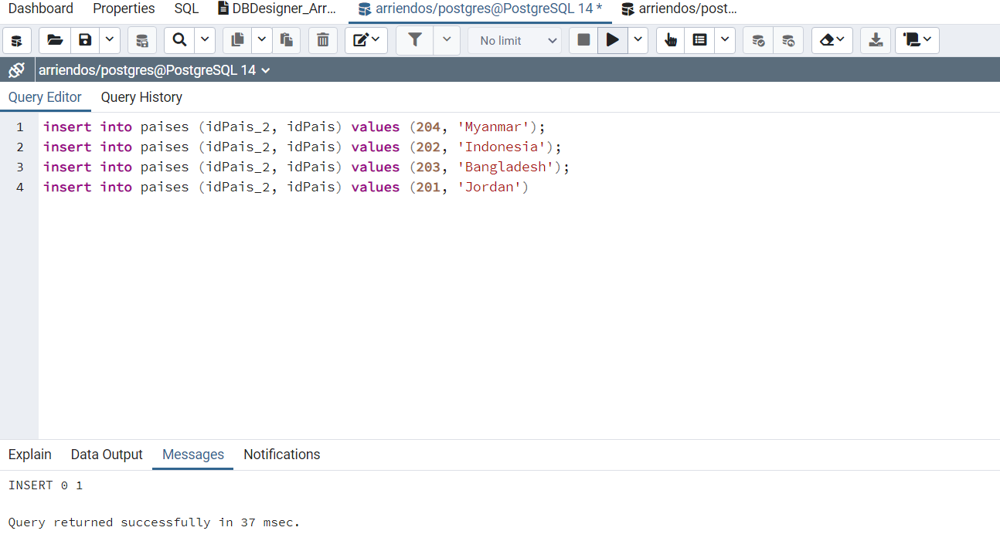 Dashboard Properties SQL DBDesigner_Arr... arriendos/postgres@PostgreSQL 14 * arriendos/post...
No limit
arriendos/postgres@PostgreSQL 14
Query Editor Query History
1 insert into paises (idPais_2, idPais) values (204, 'Myanmar');
2 insert into paises (idPais_2, idPais) values (202, 'Indonesia');
3 insert into paises (idPais_2, idPais) values (203, 'Bangladesh');
4 insert into paises (idPais_2, idPais) values (201, 'Jordan')
Explain Data Output Messages Notifications
INSERT 0 1
Query returned successfully in 37 msec.